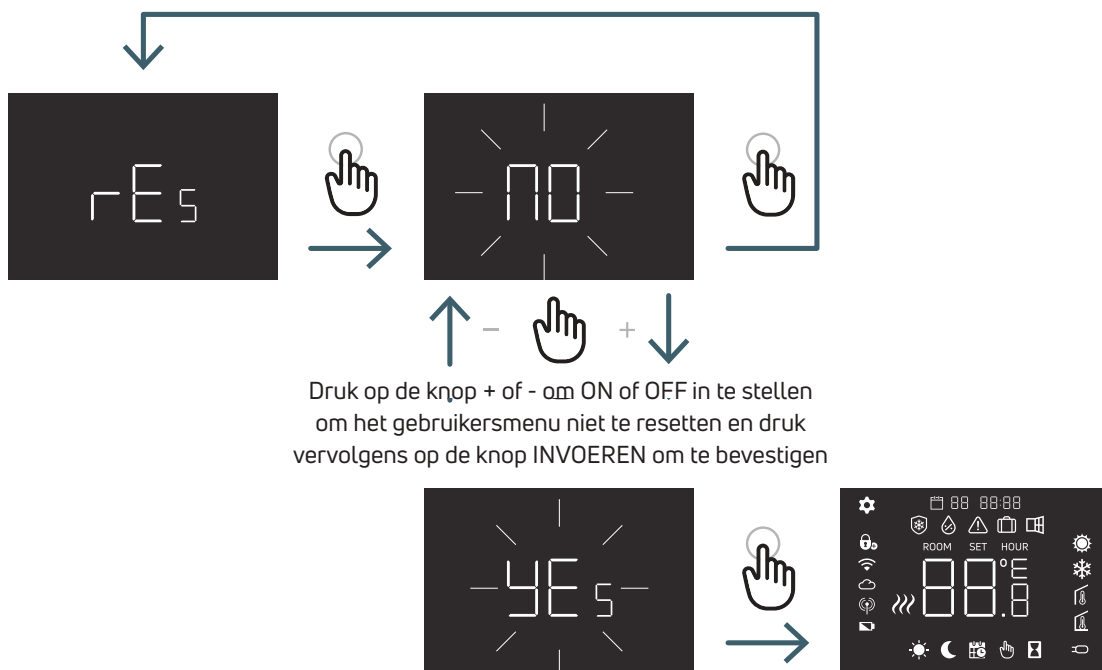 rEs
NO
- +
Druk op de knop + of - om ON of OFF in te stellen
om het gebruikersmenu niet te resetten en druk
vervolgens op de knop INVOEREN om te bevestigen
yEs
88 88:88
ROOM SET HOUR
88.8°E